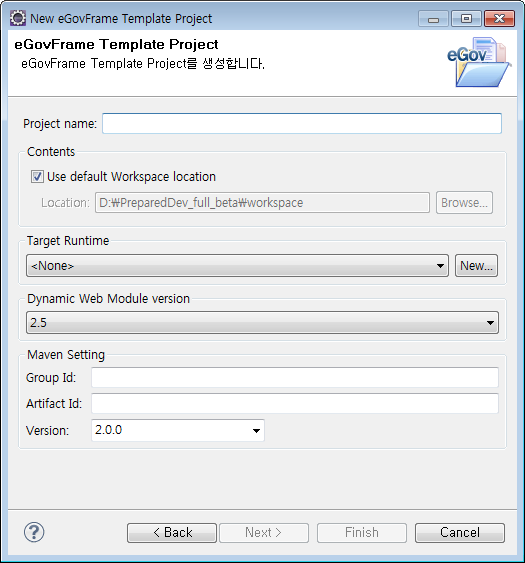 New eGovFrame Template Project
eGovFrame Template Project
eGovFrame Template Project를 생성합니다.
eGov
Project name:
Contents
Use default Workspace location
Location: D:₩PreparedDev_full_beta₩workspace Browse...
Target Runtime
<None> New...
Dynamic Web Module version
2.5
Maven Setting
Group Id:
Artifact Id:
Version: 2.0.0
? < Back Next > Finish Cancel